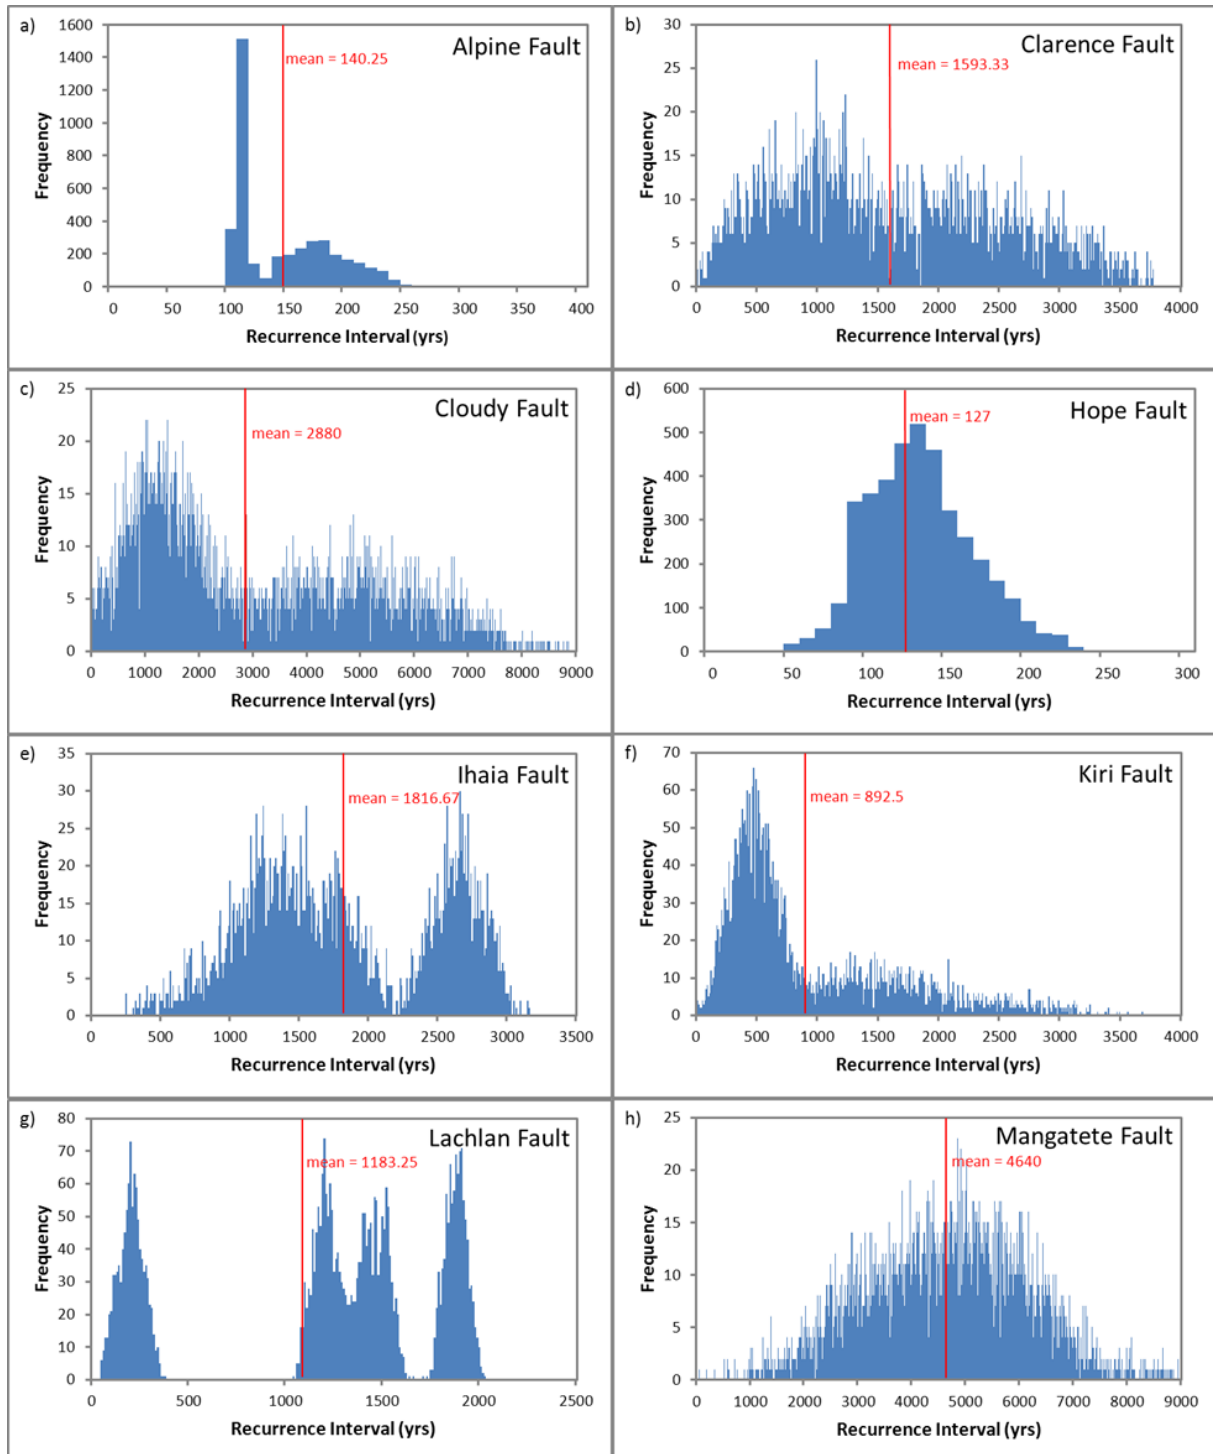 a)
Alpine Fault
mean = 140.25
1600
1400
1200
1000
800
600
400
200
0
Frequency
0 50 100 150 200 250 300 350 400
Recurrence Interval (yrs)
b)
Clarence Fault
mean = 1593.33
30
25
20
15
10
5
0
Frequency
0 500 1000 1500 2000 2500 3000 3500 4000
Recurrence Interval (yrs)
c)
Cloudy Fault
mean = 2880
25
20
15
10
5
0
Frequency
0 1000 2000 3000 4000 5000 6000 7000 8000 9000
Recurrence Interval (yrs)
d)
Hope Fault
mean = 127
600
500
400
300
200
100
0
Frequency
0 50 100 150 200 250 300
Recurrence Interval (yrs)
e)
Ihaia Fault
mean = 1816.67
35
30
25
20
15
10
5
0
Frequency
0 500 1000 1500 2000 2500 3000 3500
Recurrence Interval (yrs)
f)
Kiri Fault
mean = 892.5
70
60
50
40
30
20
10
0
Frequency
0 500 1000 1500 2000 2500 3000 3500 4000
Recurrence Interval (yrs)
g)
Lachlan Fault
mean = 1183.25
80
70
60
50
40
30
20
10
0
Frequency
0 500 1000 1500 2000 2500
Recurrence Interval (yrs)
h)
Mangatete Fault
mean = 4640
25
20
15
10
5
0
Frequency
0 1000 2000 3000 4000 5000 6000 7000 8000 9000
Recurrence Interval (yrs)